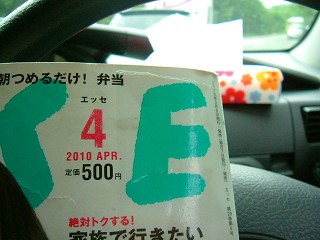 朝つめるだけ! 弁当
エッセ
SE
4
2010 APR.
定価500円
絶対トクする!
家族で行きたい